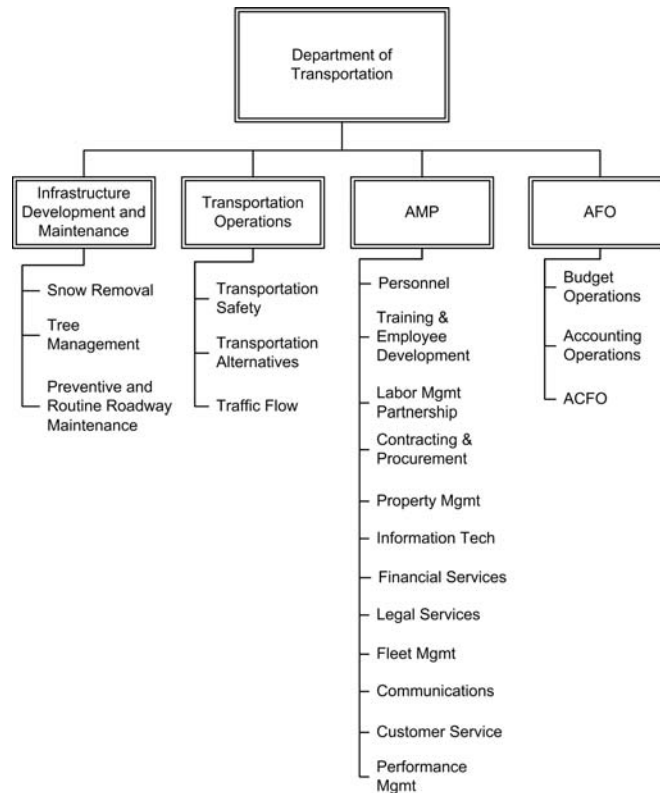 Department of
Transportation
Infrastructure
Development and
Maintenance
Snow Removal
Tree
Management
Preventive and
Routine Roadway
Maintenance
Transportation
Operations
Transportation
Safety
Transportation
Alternatives
Traffic Flow
AMP
Personnel
Training &
Employee
Development
Labor Mgmt
Partnership
Contracting &
Procurement
Property Mgmt
Information Tech
Financial Services
Legal Services
Fleet Mgmt
Communications
Customer Service
Performance
Mgmt
AFO
Budget
Operations
Accounting
Operations
ACFO